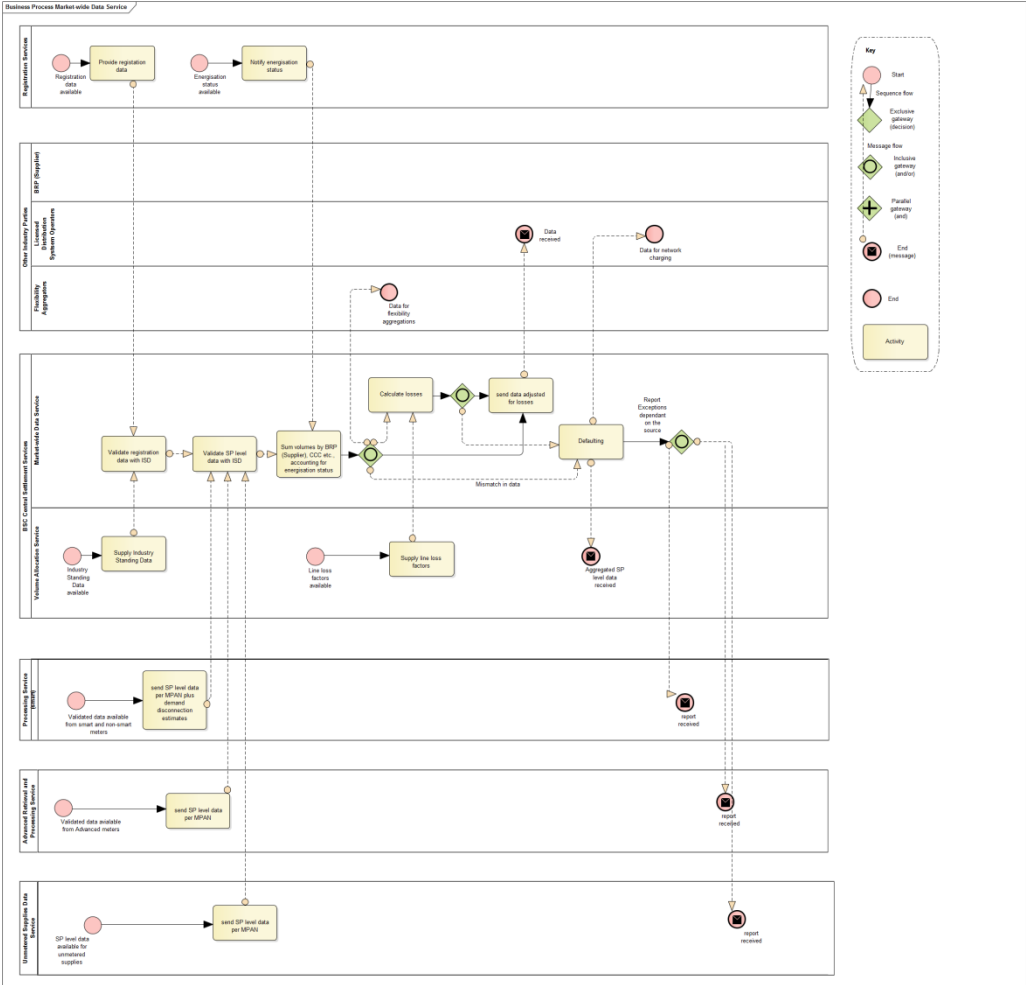 Business Process Market-wide Data Service
Registration Services
Registration
data
available
Provide registation
data
Energisation
status
available
Notify energisation
status
Key
Start
Sequence flow
Exclusive
gateway
(decision)
Message flow
Inclusive
gateway
(and/or)
Parallel
gateway
(and)
End
(message)
End
Activity
Other Industry Parties
BRP (Supplier)
Licensed
Distribution
System Operators
Data
received
Data for network
charging
Flexibility
Aggregators
Data for
flexibility
aggregations
BSC Central Settlement Services
Market-wide Data Service
Validate registration
data with ISD
Validate SP level
data with ISD
Sum volumes by BRP
(Supplier), CCC etc.,
accounting for
energisation status
Calculate losses
send data adjusted
for losses
Defaulting
Report
Exceptions
dependant
on the
source
Mismatch in data
Volume Allocation Service
Industry
Standing
Data
available
Supply Industry
Standing Data
Line loss
factors
available
Supply line loss
factors
Aggregated SP
level data
received
Processing Service
(smart)
Validated data available
from smart and non-smart
meters
send SP level data
per MPAN plus
demand
disconnection
estimates
report
received
Advanced Retrieval and
Processing Service
Validated data aviatable
from Advanced meters
send SP level data
per MPAN
report
received
Unmetered Supplies Data
Service
SP level data
available for
unmetered
supplies
send SP level data
per MPAN
report
received